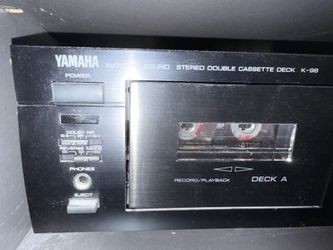 YAMAHA
NATURAL SOUND STEREO DOUBLE CASSETTE DECK K-98
POWER
DOLBY NR
REVERSE MODE
PHONES
EJECT
RECORD/PLAYBACK
DECK A